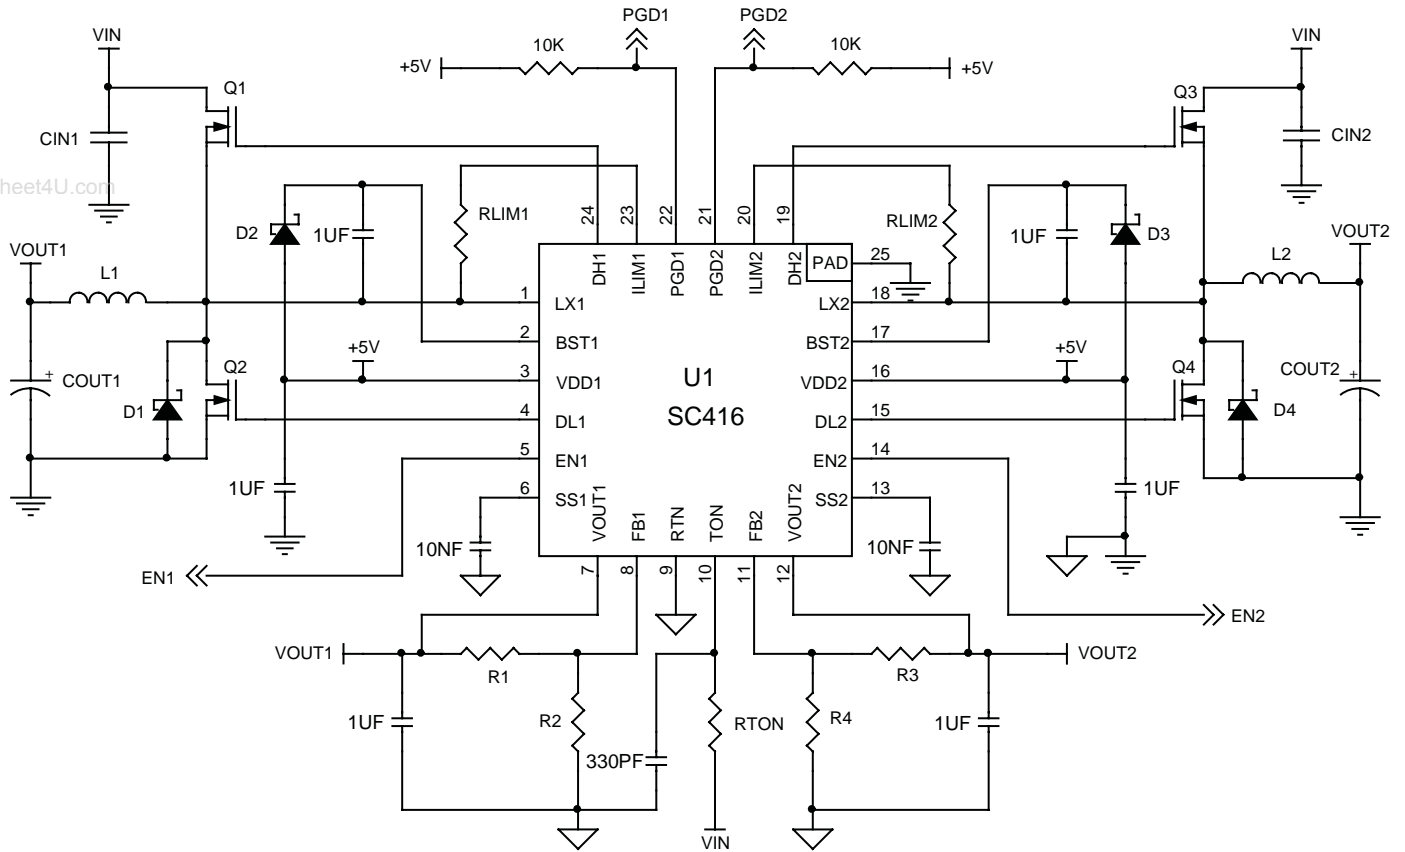 PGD1
PGD2
VIN
10K
10K
VIN
+5V
+5V
Q1
Q3
CIN1
CIN2
heet4U.com
RLIM1
RLIM2
24
23
22
21
20
19
D2
1UF
1UF
D3
VOUT1
VOUT2
L1
L2
DH1
ILIM1
PGD1
PGD2
ILIM2
DH2
PAD
25
1
LX1
LX2
18
2
BST1
BST2
17
+5V
+5V
3
VDD1
VDD2
16
U1
SC416
COUT1
Q2
Q4
COUT2
D1
D4
4
DL1
DL2
15
5
EN1
EN2
14
6
SS1
SS2
13
1UF
1UF
VOUT1
FB1
RTN
TON
FB2
VOUT2
10NF
10NF
7
8
9
10
11
12
EN1
EN2
VOUT1
R1
R3
VOUT2
1UF
R2
RTON
R4
1UF
330PF
VIN
+
+